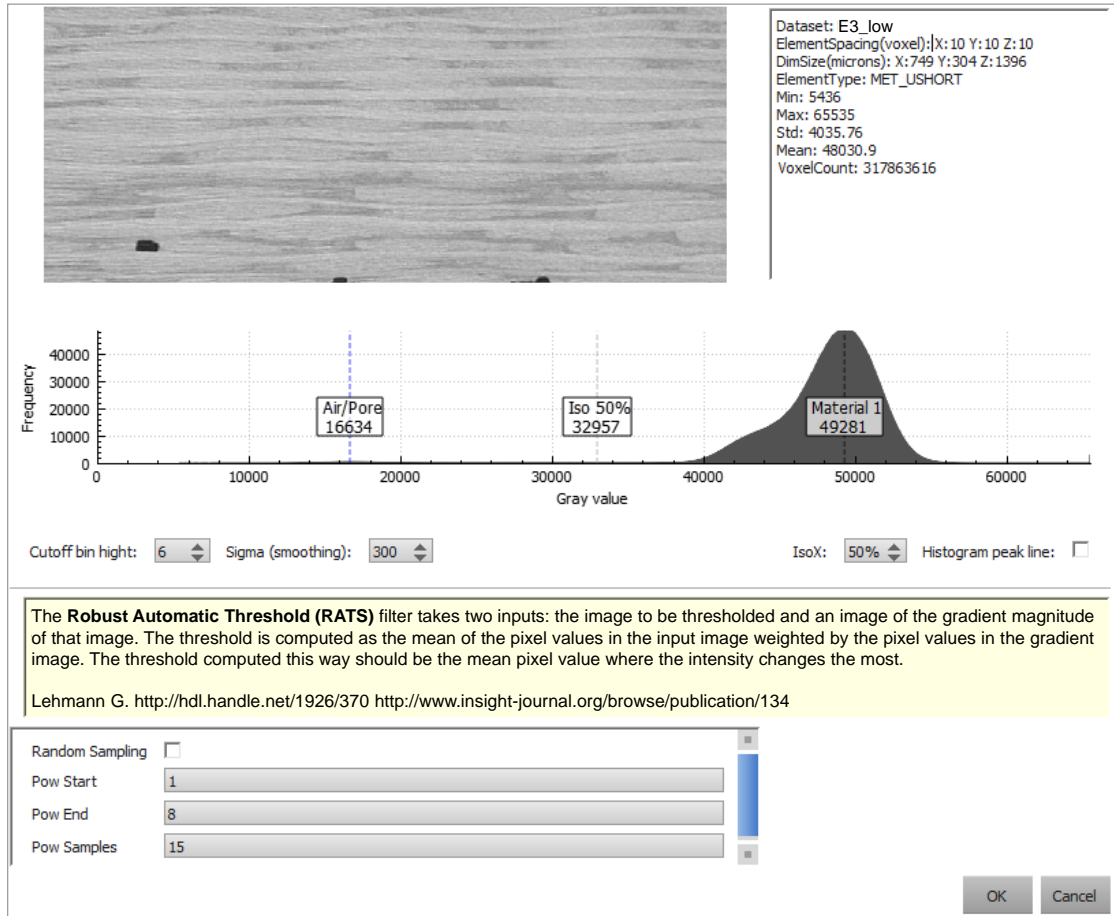 Dataset: E3_low
ElementSpacing(voxel): X:10 Y:10 Z:10
DimSize(microns): X:749 Y:304 Z:1396
ElementType: MET_USHORT
Min: 5436
Max: 65535
Std: 4035.76
Mean: 48030.9
VoxelCount: 317863616
Frequency
40000
30000
20000
10000
0
Air/Pore
16634
Iso 50%
32957
Material 1
49281
0 10000 20000 30000 40000 50000 60000
Gray value
Cutoff bin hight: 6 Sigma (smoothing): 300 IsoX: 50% Histogram peak line:
The Robust Automatic Threshold (RATS) filter takes two inputs: the image to be thresholded and an image of the gradient magnitude
of that image. The threshold is computed as the mean of the pixel values in the input image weighted by the pixel values in the gradient
image. The threshold computed this way should be the mean pixel value where the intensity changes the most.
Lehmann G. http://hdl.handle.net/1926/370 http://www.insight-journal.org/browse/publication/134
Random Sampling
Pow Start 1
Pow End 8
Pow Samples 15
OK Cancel